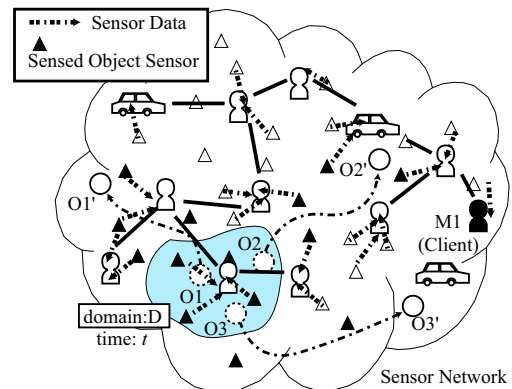 Sensor Data
Sensed Object Sensor
O1'
O2'
M1
(Client)
O2
O1
O3
domain:D
time: t
O3'
Sensor Network